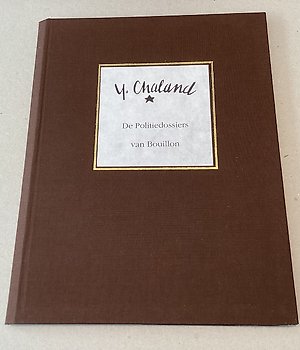 Y. Chaland
De Politiedossiers
van Bouillon